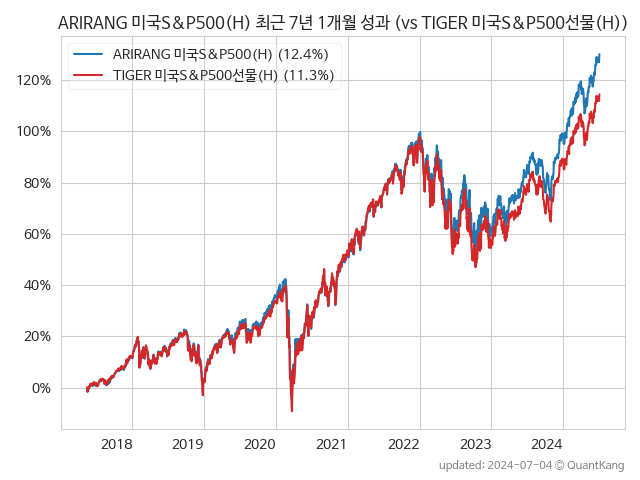 ARIRANG 미국S&P500(H) 최근 7년 1개월 성과 (vs TIGER 미국S&P500선물(H))
ARIRANG 미국S&P500(H) (12.4%)
TIGER 미국S&P500선물(H) (11.3%)
120%
100%
80%
60%
40%
20%
0%
2018 2019 2020 2021 2022 2023 2024
updated: 2024-07-04 © QuantKang